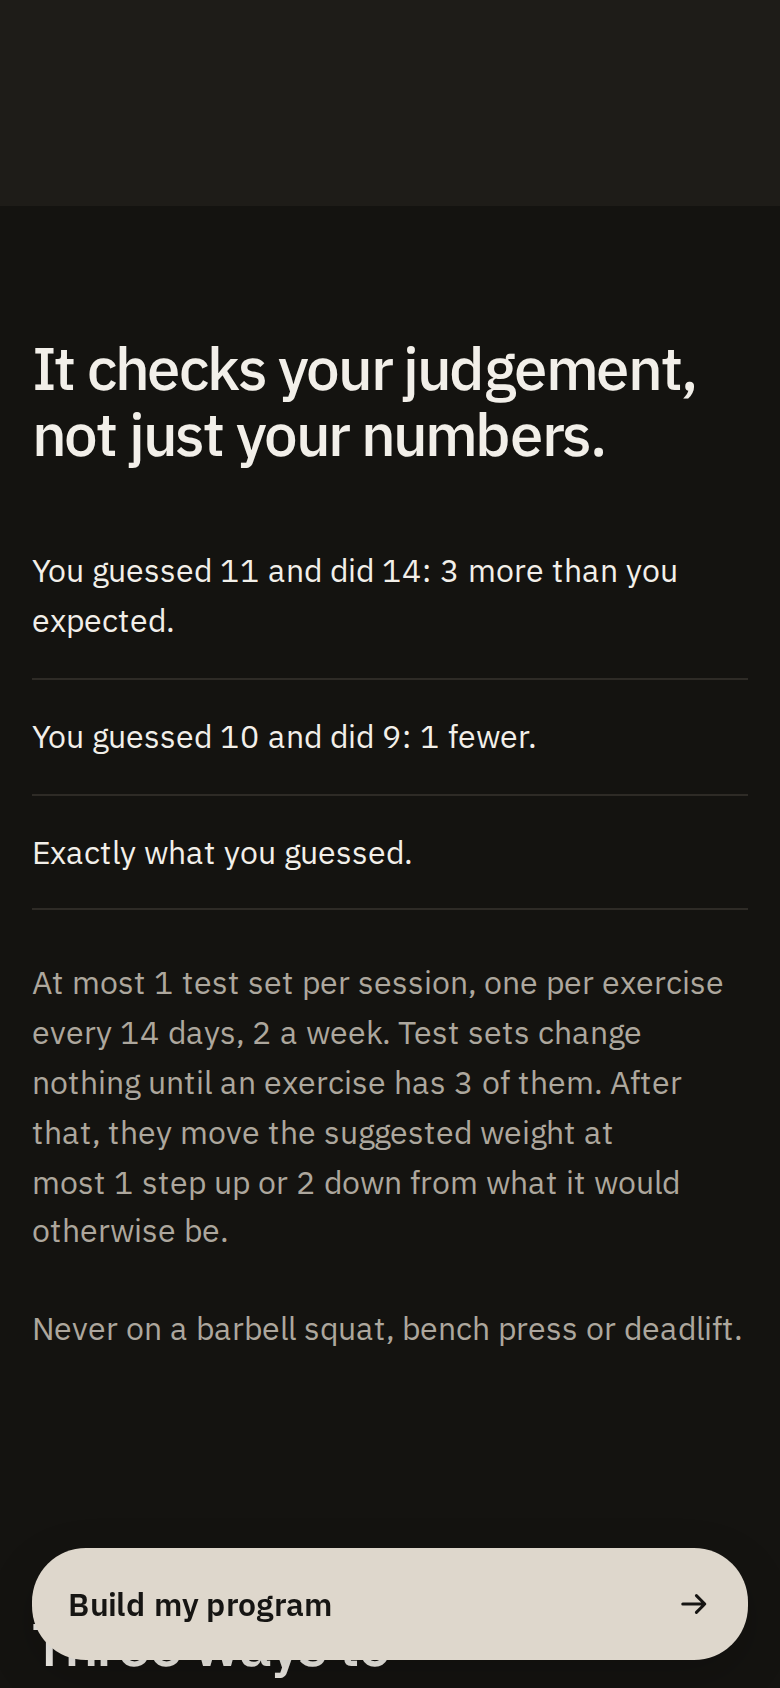 It checks your judgement,
not just your numbers.
You guessed 11 and did 14: 3 more than you
expected.
You guessed 10 and did 9: 1 fewer.
Exactly what you guessed.
At most 1 test set per session, one per exercise
every 14 days, 2 a week. Test sets change
nothing until an exercise has 3 of them. After
that, they move the suggested weight at
most 1 step up or 2 down from what it would
otherwise be.
Never on a barbell squat, bench press or deadlift.
Build my program
Three ways to